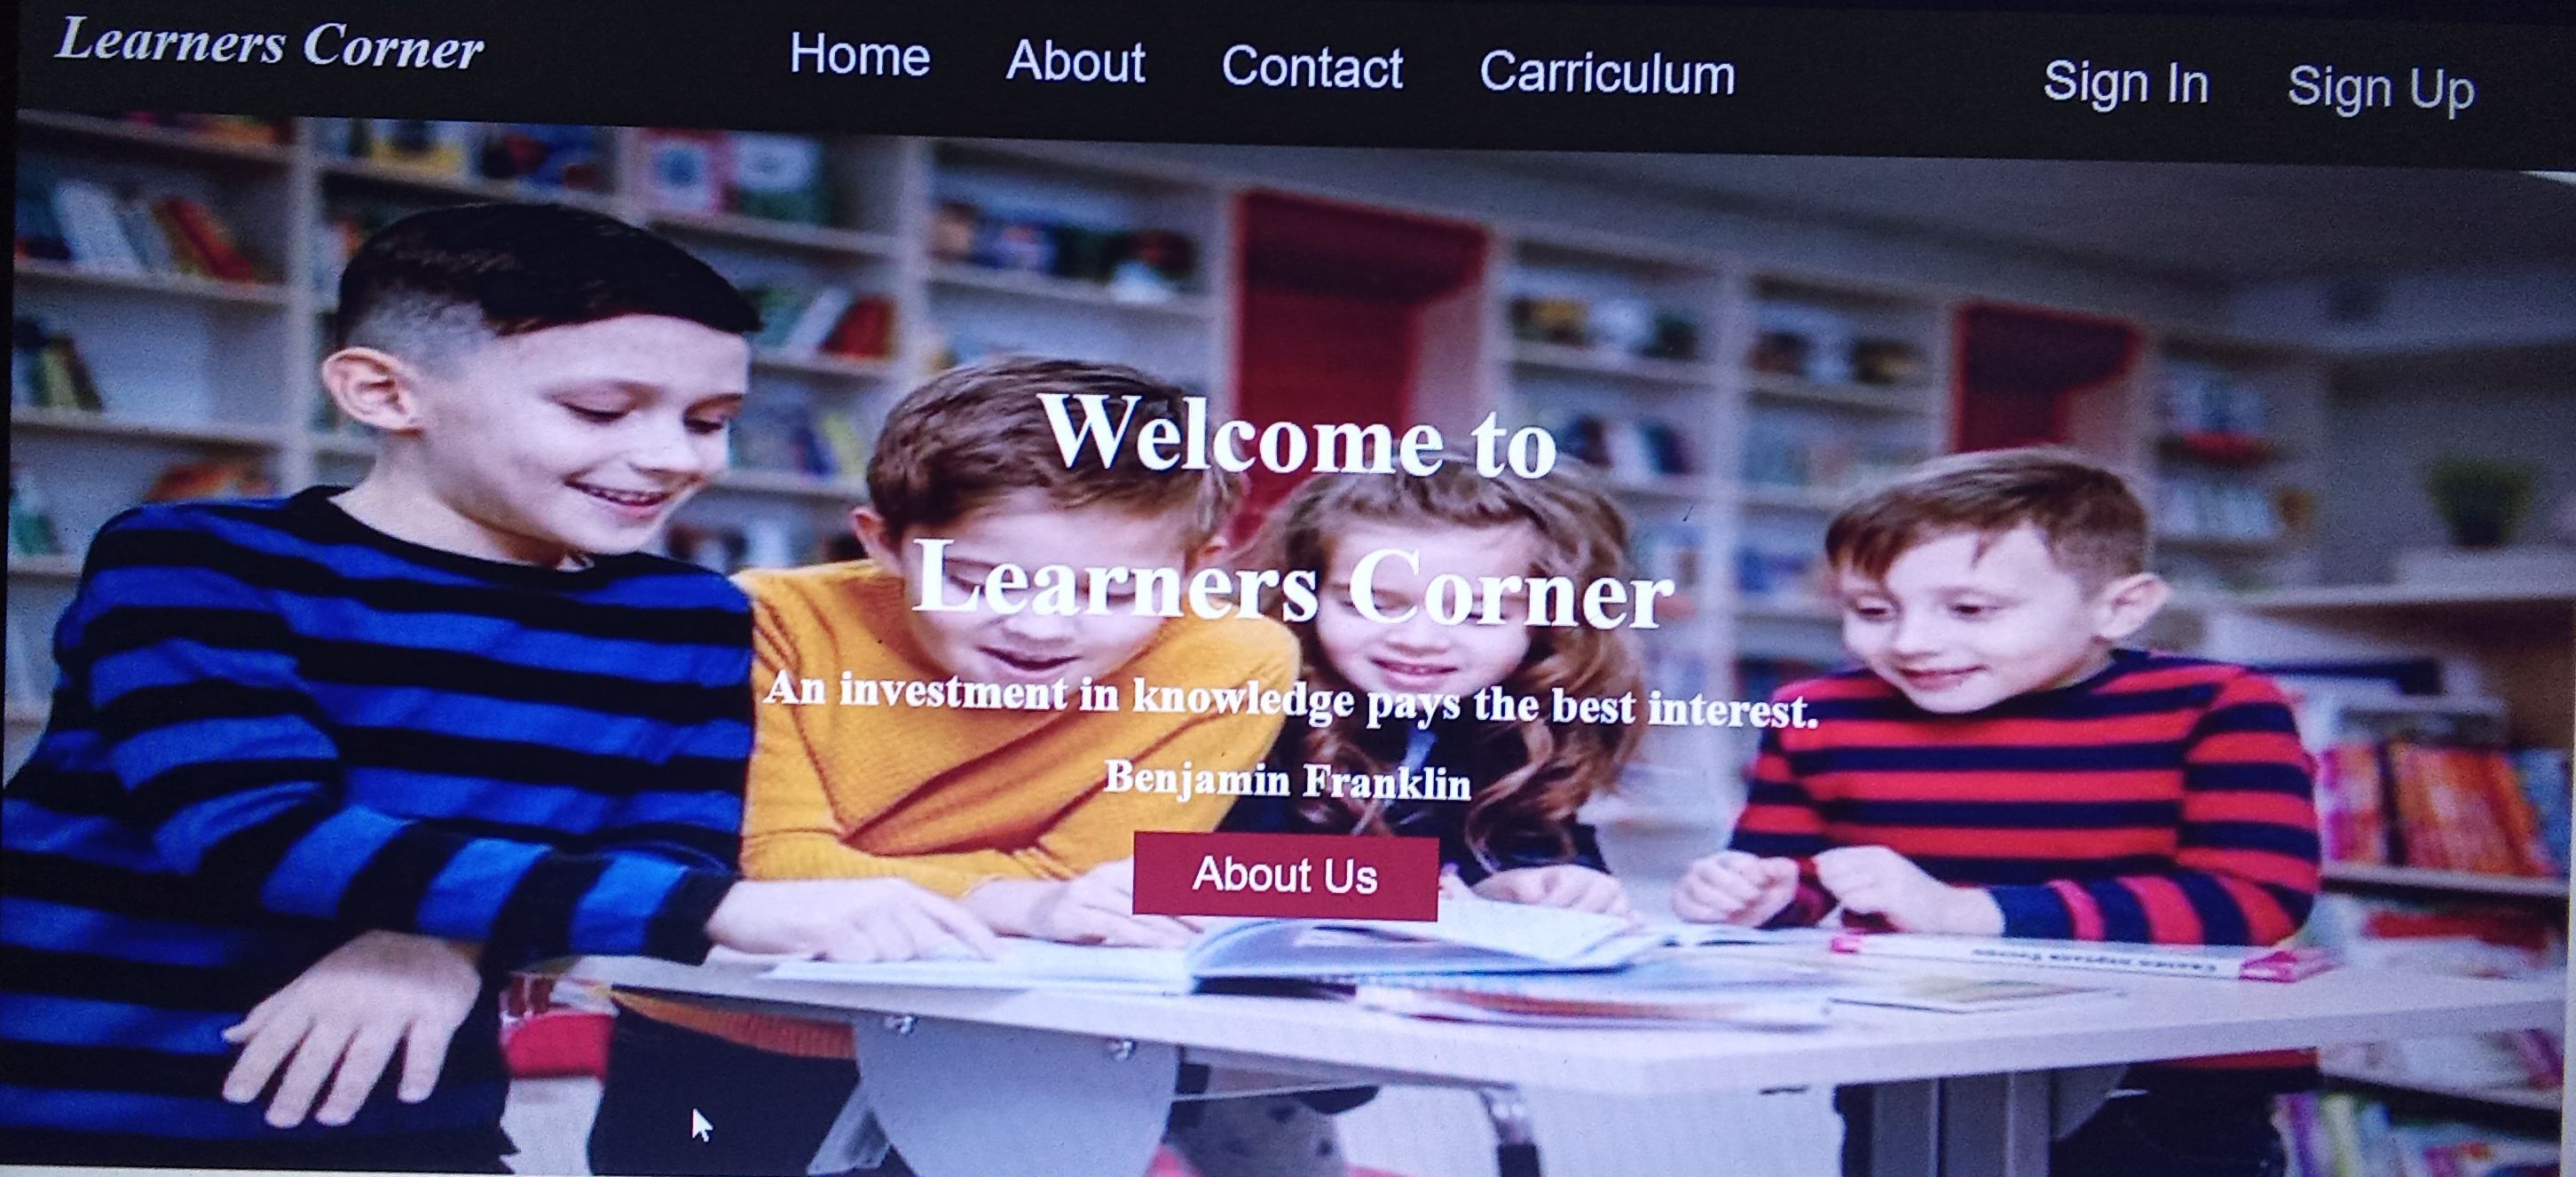 Learners Corner
Home About Contact Carriculum
Sign In Sign Up
Welcome to
Learners Corner
An investment in knowledge pays the best interest.
Benjamin Franklin
About Us